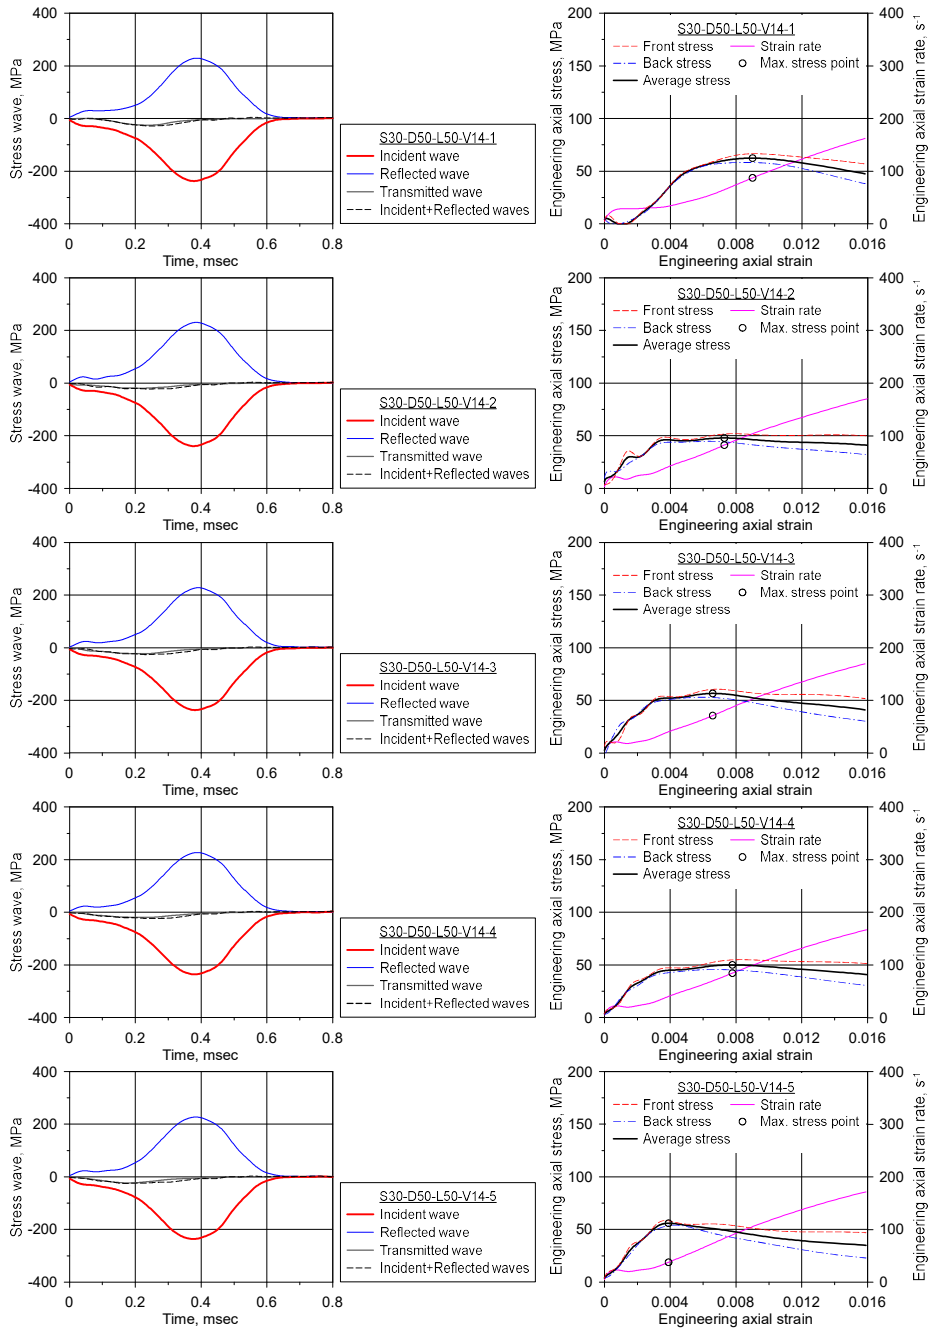 Stress wave, MPa
400
200
0
-200
-400
0 0.2 0.4 0.6 0.8
Time, msec
S30-D50-L50-V14-1
Incident wave
Reflected wave
Transmitted wave
Incident+Reflected waves
Engineering axial stress, MPa
200
150
100
50
0
S30-D50-L50-V14-1
Front stress Strain rate
Back stress Max. stress point
Average stress
400
300
200
100
0
Engineering axial strain rate, s-1
0 0.004 0.008 0.012 0.016
Engineering axial strain
Stress wave, MPa
400
200
0
-200
-400
0 0.2 0.4 0.6 0.8
Time, msec
S30-D50-L50-V14-2
Incident wave
Reflected wave
Transmitted wave
Incident+Reflected waves
Engineering axial stress, MPa
200
150
100
50
0
S30-D50-L50-V14-2
Front stress Strain rate
Back stress Max. stress point
Average stress
400
300
200
100
0
Engineering axial strain rate, s-1
0 0.004 0.008 0.012 0.016
Engineering axial strain
Stress wave, MPa
400
200
0
-200
-400
0 0.2 0.4 0.6 0.8
Time, msec
S30-D50-L50-V14-3
Incident wave
Reflected wave
Transmitted wave
Incident+Reflected waves
Engineering axial stress, MPa
200
150
100
50
0
S30-D50-L50-V14-3
Front stress Strain rate
Back stress Max. stress point
Average stress
400
300
200
100
0
Engineering axial strain rate, s-1
0 0.004 0.008 0.012 0.016
Engineering axial strain
Stress wave, MPa
400
200
0
-200
-400
0 0.2 0.4 0.6 0.8
Time, msec
S30-D50-L50-V14-4
Incident wave
Reflected wave
Transmitted wave
Incident+Reflected waves
Engineering axial stress, MPa
200
150
100
50
0
S30-D50-L50-V14-4
Front stress Strain rate
Back stress Max. stress point
Average stress
400
300
200
100
0
Engineering axial strain rate, s-1
0 0.004 0.008 0.012 0.016
Engineering axial strain
Stress wave, MPa
400
200
0
-200
-400
0 0.2 0.4 0.6 0.8
Time, msec
S30-D50-L50-V14-5
Incident wave
Reflected wave
Transmitted wave
Incident+Reflected waves
Engineering axial stress, MPa
200
150
100
50
0
S30-D50-L50-V14-5
Front stress Strain rate
Back stress Max. stress point
Average stress
400
300
200
100
0
Engineering axial strain rate, s-1
0 0.004 0.008 0.012 0.016
Engineering axial strain